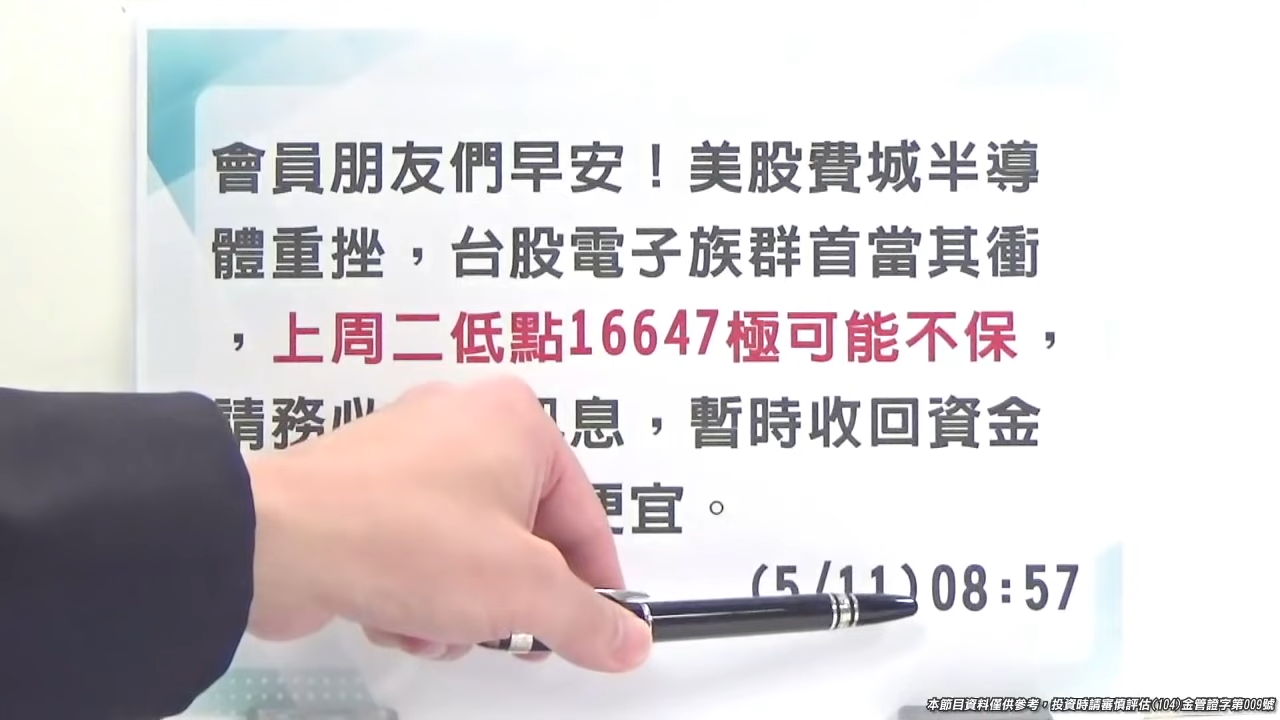 會員朋友們早安！美股費城半導
體重挫，台股電子族群首當其衝
，上周二低點16647極可能不保，
請務必 息，暫時收回資金
便宜。
(5/11)08:57
本節目資料僅供參考，投資時請審慎評估(104)金管證字第009號